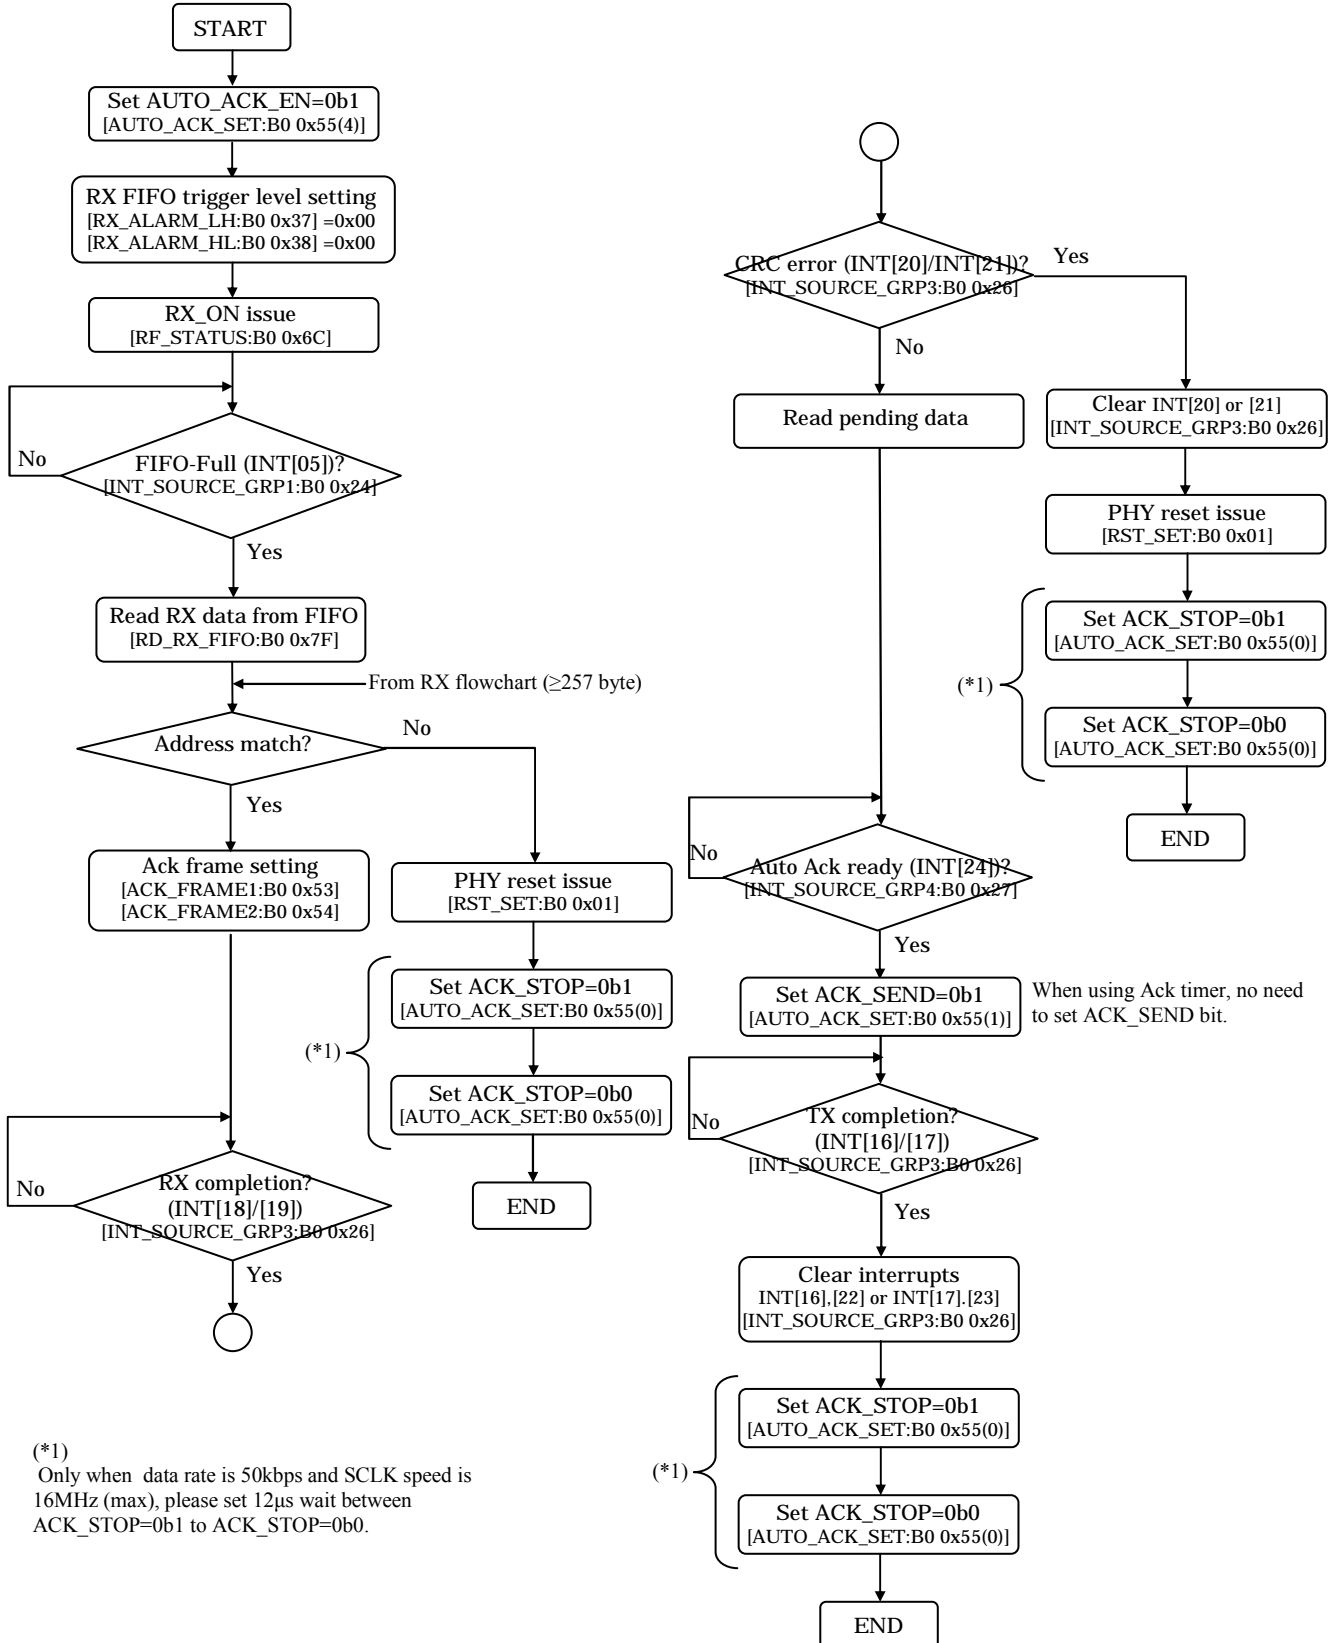 START
Set AUTO_ACK_EN=0b1
[AUTO_ACK_SET:B0 0x55(4)]
RX FIFO trigger level setting
[RX_ALARM_LH:B0 0x37] =0x00
[RX_ALARM_HL:B0 0x38] =0x00
RX_ON issue
[RF_STATUS:B0 0x6C]
No
FIFO-Full (INT[05])?
[INT_SOURCE_GRP1:B0 0x24]
Yes
Read RX data from FIFO
[RD_RX_FIFO:B0 0x7F]
From RX flowchart (≥257 byte)
Address match?
No
Yes
Ack frame setting
[ACK_FRAME1:B0 0x53]
[ACK_FRAME2:B0 0x54]
PHY reset issue
[RST_SET:B0 0x01]
(*1)
Set ACK_STOP=0b1
[AUTO_ACK_SET:B0 0x55(0)]
Set ACK_STOP=0b0
[AUTO_ACK_SET:B0 0x55(0)]
END
No
RX completion?
(INT[18]/[19])
[INT_SOURCE_GRP3:B0 0x26]
Yes
(*1)
Only when data rate is 50kbps and SCLK speed is
16MHz (max), please set 12μs wait between
ACK_STOP=0b1 to ACK_STOP=0b0.
CRC error (INT[20]/INT[21])?
[INT_SOURCE_GRP3:B0 0x26]
Yes
No
Read pending data
Clear INT[20] or [21]
[INT_SOURCE_GRP3:B0 0x26]
PHY reset issue
[RST_SET:B0 0x01]
(*1)
Set ACK_STOP=0b1
[AUTO_ACK_SET:B0 0x55(0)]
Set ACK_STOP=0b0
[AUTO_ACK_SET:B0 0x55(0)]
END
No
Auto Ack ready (INT[24])?
[INT_SOURCE_GRP4:B0 0x27]
Yes
Set ACK_SEND=0b1
[AUTO_ACK_SET:B0 0x55(1)]
When using Ack timer, no need
to set ACK_SEND bit.
No
TX completion?
(INT[16]/[17])
[INT_SOURCE_GRP3:B0 0x26]
Yes
Clear interrupts
INT[16],[22] or INT[17].[23]
[INT_SOURCE_GRP3:B0 0x26]
(*1)
Set ACK_STOP=0b1
[AUTO_ACK_SET:B0 0x55(0)]
Set ACK_STOP=0b0
[AUTO_ACK_SET:B0 0x55(0)]
END